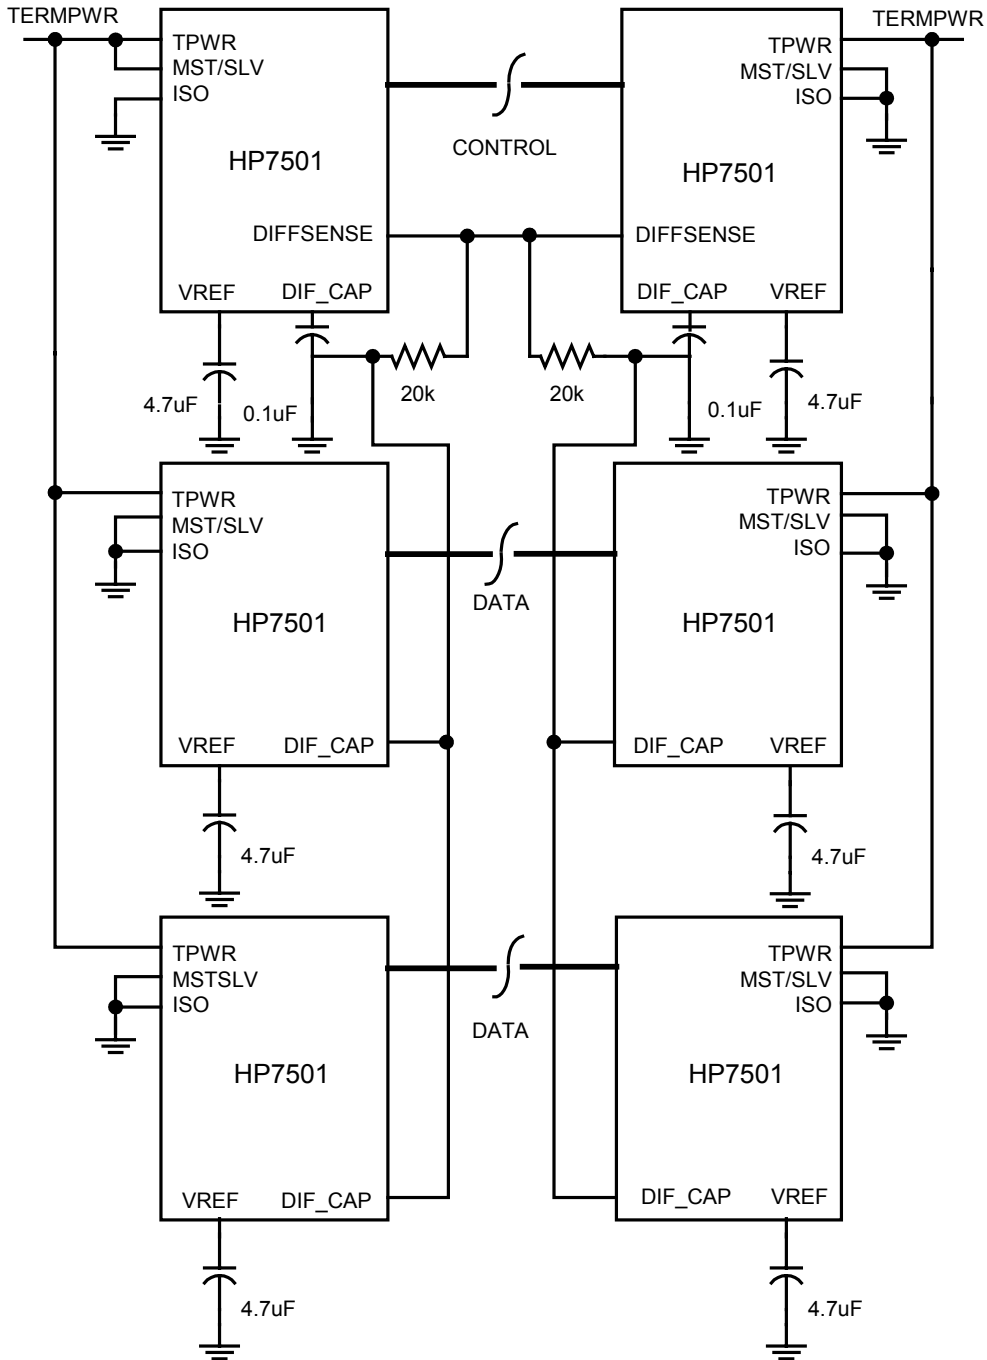 TERMPWR
TERMPWR
TPWR
MST/SLV
ISO
HP7501
DIFFSENSE
VREF
DIF_CAP
CONTROL
TPWR
MST/SLV
ISO
HP7501
DIFFSENSE
DIF_CAP
VREF
4.7uF
0.1uF
20k
20k
0.1uF
4.7uF
TPWR
MST/SLV
ISO
HP7501
VREF
DIF_CAP
4.7uF
DATA
TPWR
MST/SLV
ISO
HP7501
DIF_CAP
VREF
4.7uF
TPWR
MSTSLV
ISO
HP7501
VREF
DIF_CAP
4.7uF
DATA
TPWR
MST/SLV
ISO
HP7501
DIF_CAP
VREF
4.7uF